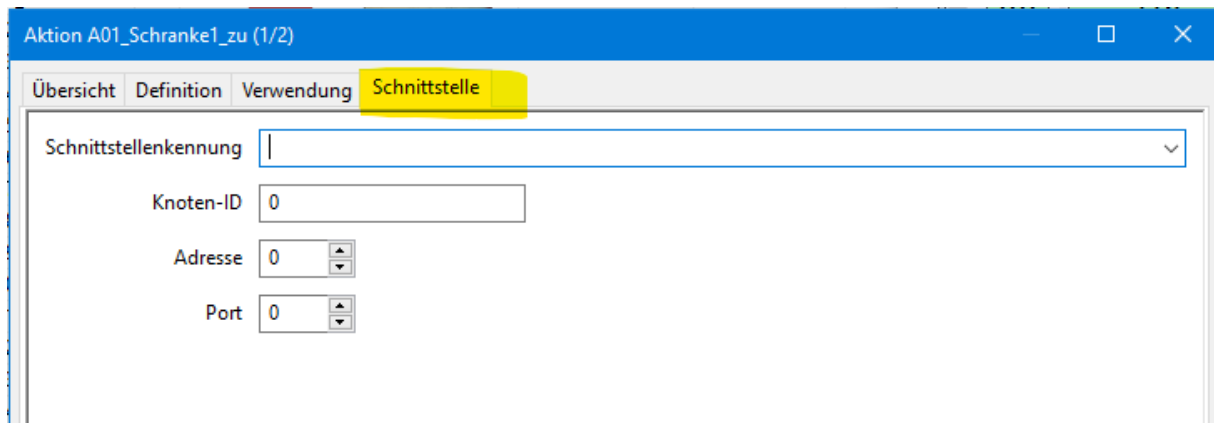 Aktion A01_Schranke1_zu (1/2)
Übersicht Definition Verwendung Schnittstelle
Schnittstellenkennung
Knoten-ID 0
Adresse 0
Port 0